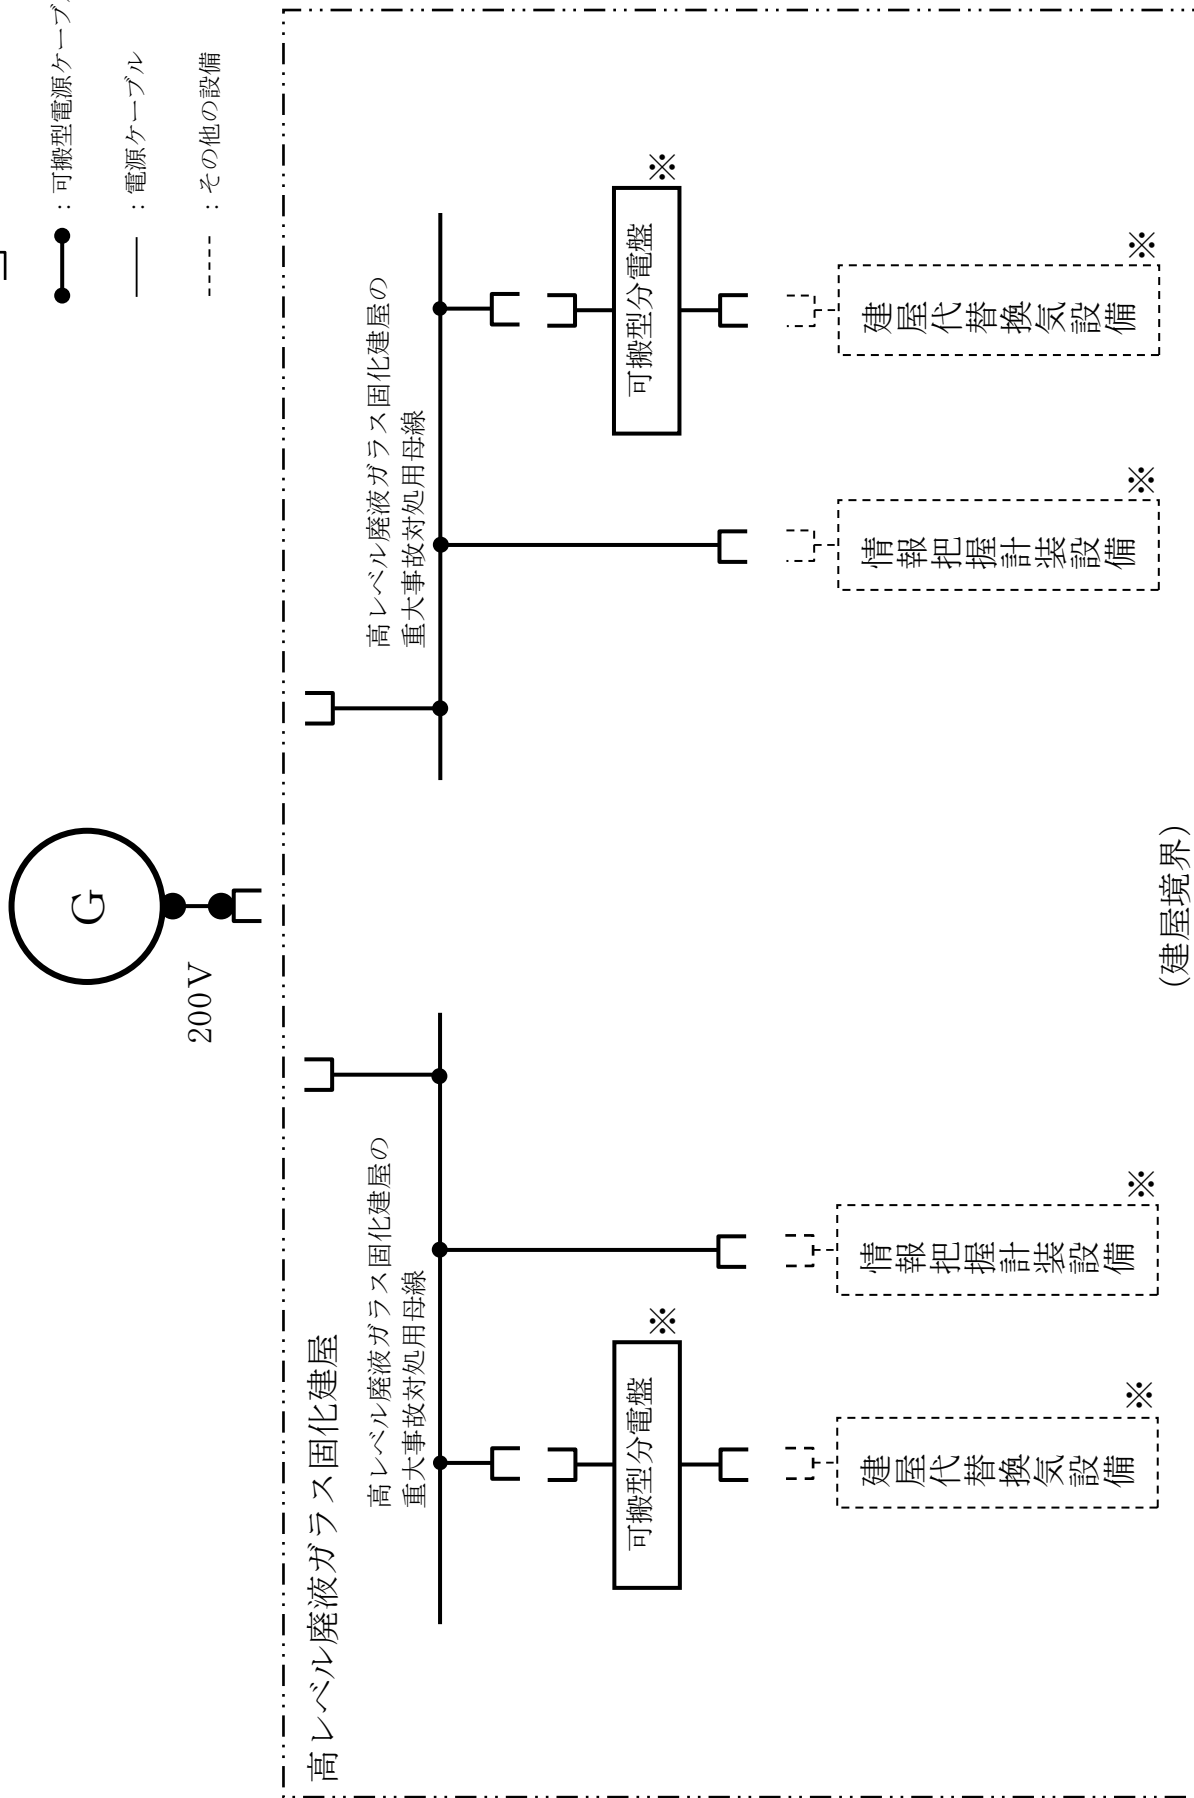 ：可搬型電源ケーブ
：電源ケーブル
：その他の設備
G
200V
高レベル廃液ガラス固化建屋
高レベル廃液ガラス固化建屋の
重大事故対処用母線
可搬型分電盤
※
建屋代替換気設備
※
情報把握計装設備
※
高レベル廃液ガラス固化建屋の
重大事故対処用母線
情報把握計装設備
※
可搬型分電盤
※
建屋代替換気設備
※
(建屋境界)